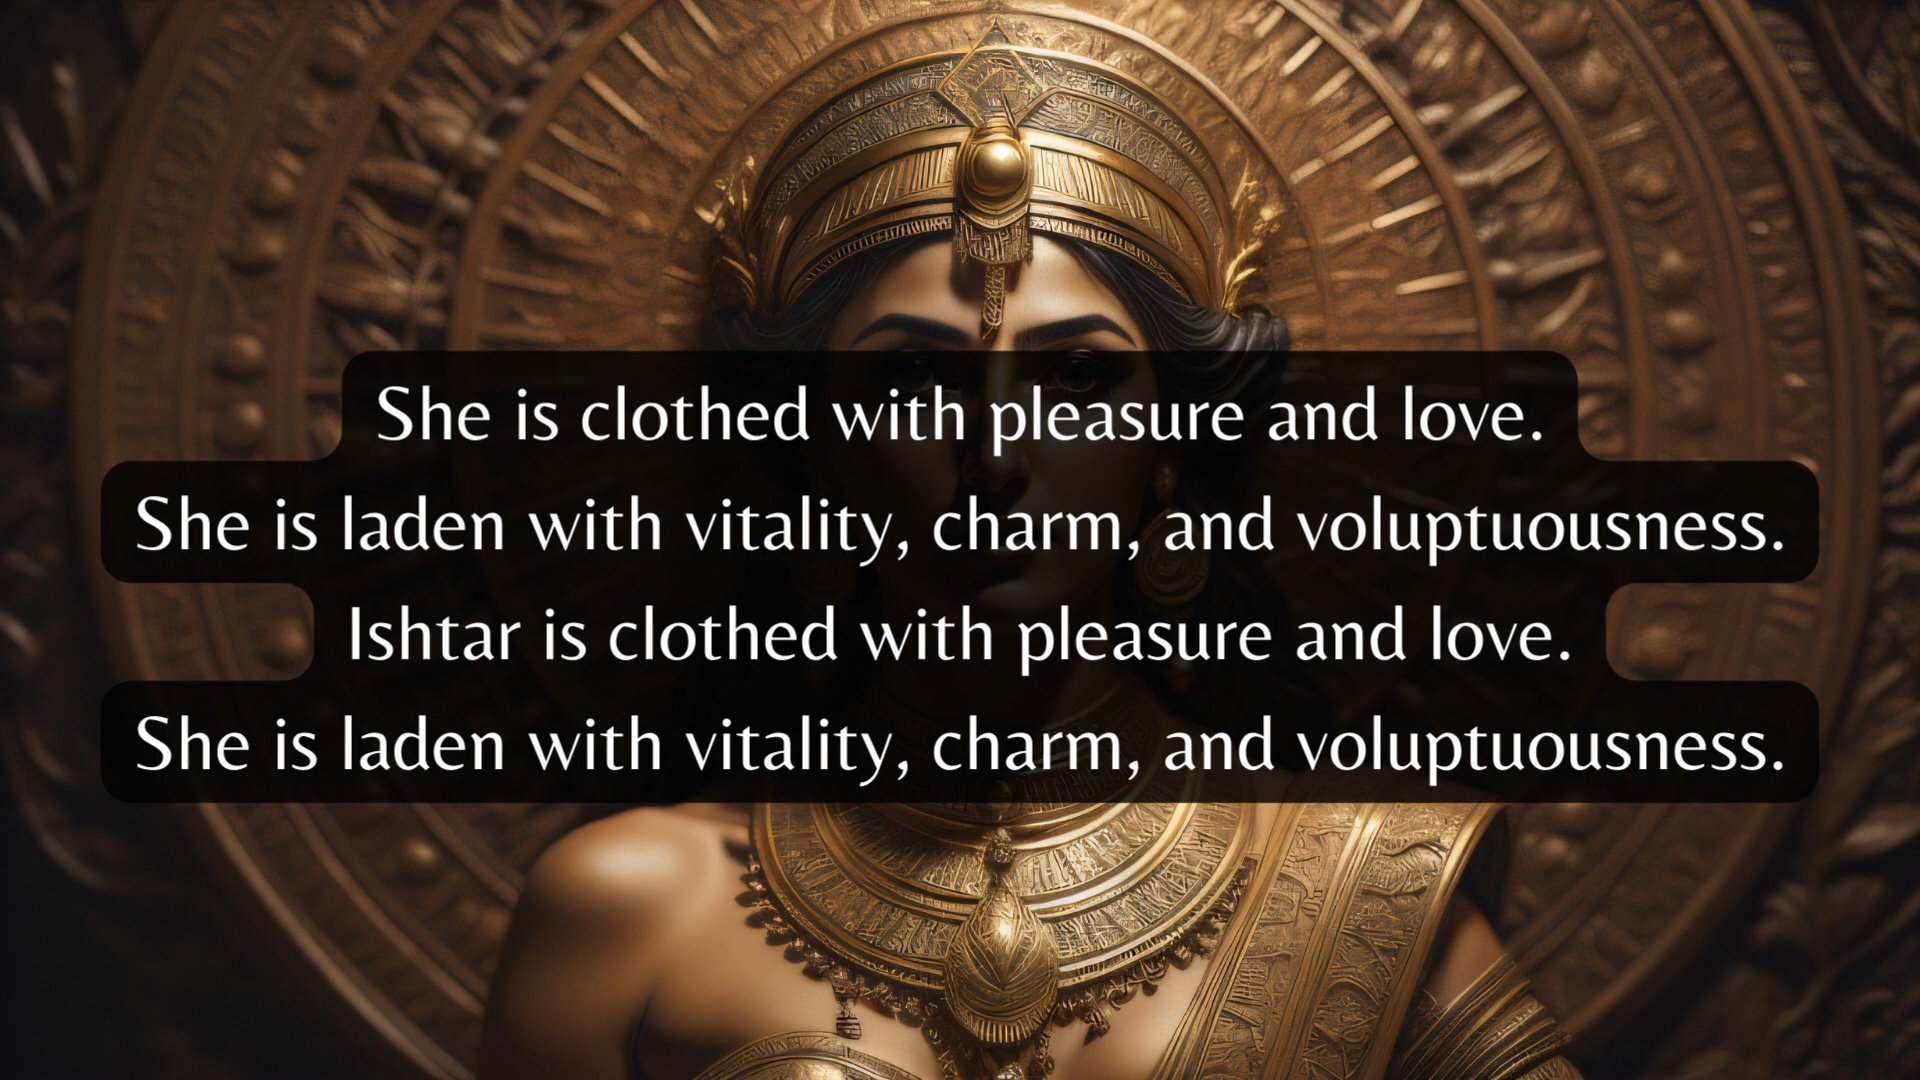 She is clothed with pleasure and love.
She is laden with vitality, charm, and voluptuousness.
Ishtar is clothed with pleasure and love.
She is laden with vitality, charm, and voluptuousness.